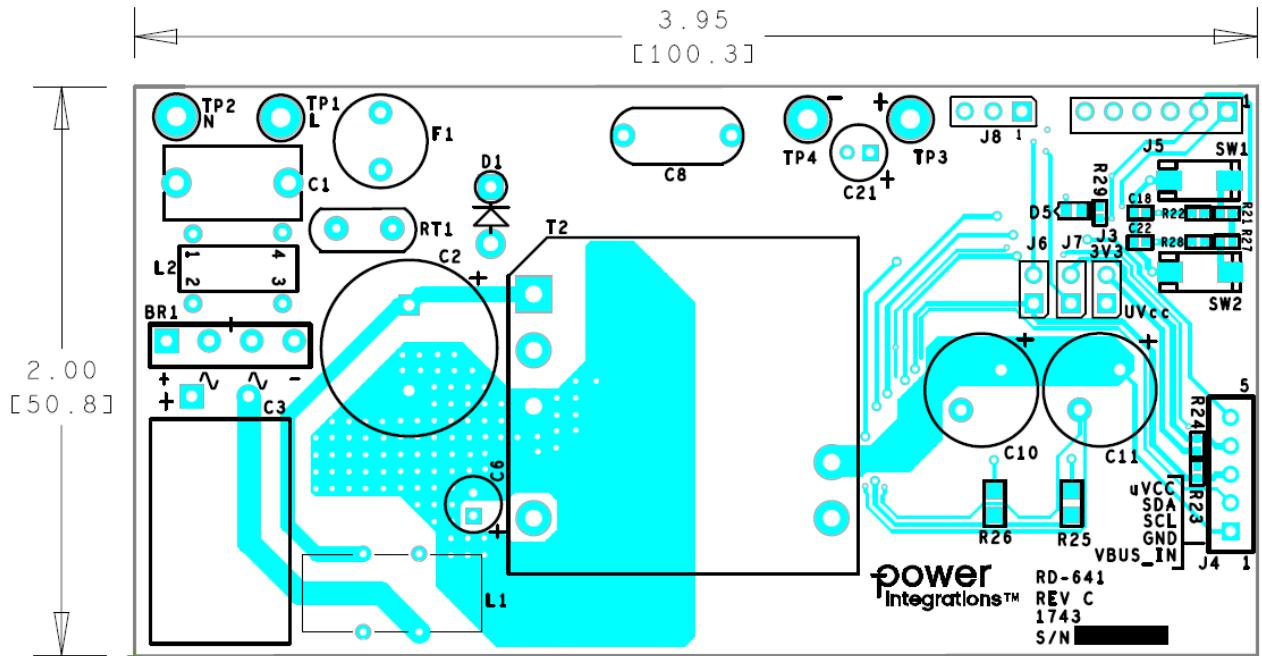 3.95
[100.3]
2.00
[50.8]
TP2
N
TP1
L
F1
C1
RT1
D1
C8
TP4
-
+
TP3
C21
+
J8
1
J5
1
SW1
R29
D5
C18
C22
R22
R21
R28
R27
J6
J7
J3
3V3
UVcc
SW2
L2
1
2
4
3
C2
+
T2
BR1
+
+
-
+
C3
C9
+
L1
+
C10
+
C11
R24
R23
5
uVCC
SDA
SCL
GND
VBUS_IN
J4
1
R26
R25
power
integrations™
RD-641
REV C
1743
S/N